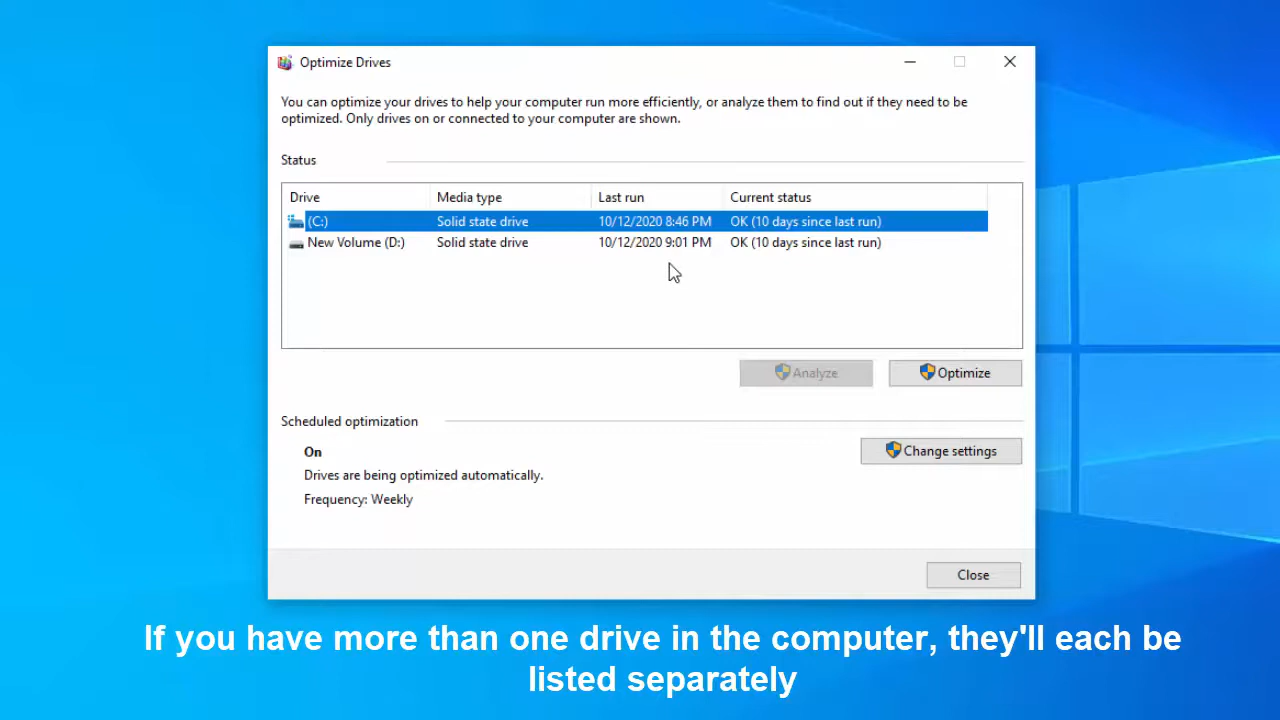 Optimize Drives
You can optimize your drives to help your computer run more efficiently, or analyze them to find out if they need to be
optimized. Only drives on or connected to your computer are shown.
Status
Drive Media type Last run Current status
(C:) Solid state drive 10/12/2020 8:46 PM OK (10 days since last run)
New Volume (D:) Solid state drive 10/12/2020 9:01 PM OK (10 days since last run)
Analyze Optimize
Scheduled optimization
On
Change settings
Drives are being optimized automatically.
Frequency: Weekly
Close
If you have more than one drive in the computer, they'll each be
listed separately